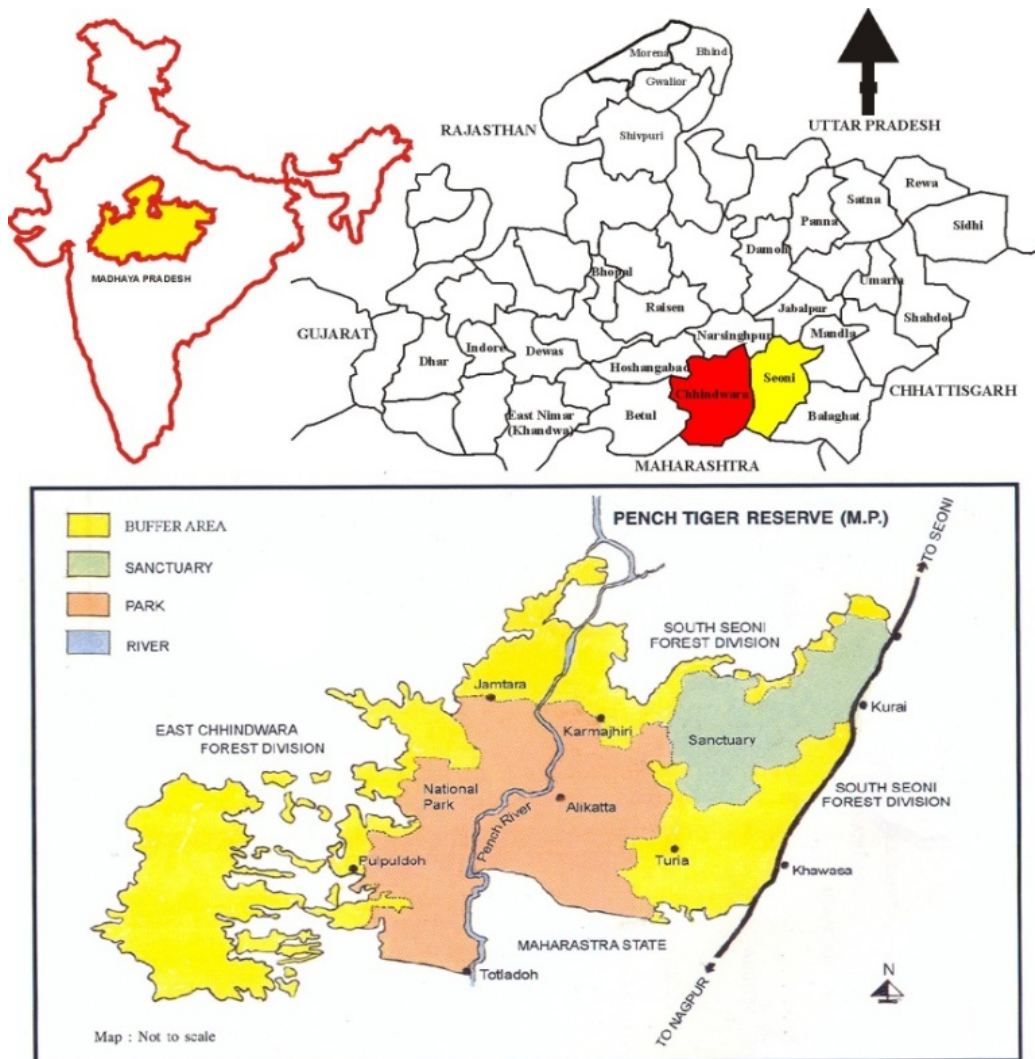 MADHAYA PRADESH
Morena
Bhind
Gwalior
RAJASTHAN
Shivpuri
UTTAR PRADESH
Rewa
Satna
Panna
Sidhi
Damoh
Bhopal
Umaria
Raisen
Jabalpur
Shahdol
GUJARAT
Narsinghpur
Mandla
Indore
Dewas
Dhar
Hoshangabad
Seoni
Chhindwara
CHHATTISGARH
East Nimar
(Khandwa)
Betul
Balaghat
MAHARASHTRA
BUFFER AREA
SANCTUARY
PARK
RIVER
PENCH TIGER RESERVE (M.P.)
TO SEONI
SOUTH SEONI
FOREST DIVISION
Jamtara
Karmajhiri
Kurai
EAST CHHINDWARA
FOREST DIVISION
Sanctuary
National
Park
Alikatta
SOUTH SEONI
FOREST DIVISION
Pench River
Pulpuldoh
Turia
Khawasa
MAHARASTRA STATE
Totladoh
N
TO NAGPUR
Map : Not to scale